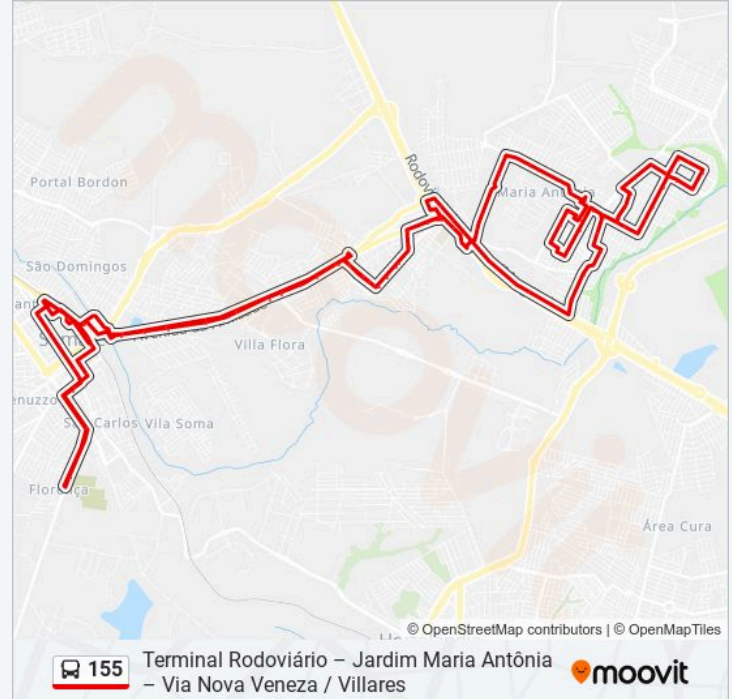 Rodovi
Portal Bordon
Maria Antônia
São Domingos
Villa Flora
São Carlos Vila Soma
Florença
Área Cura
© OpenStreetMap contributors | © OpenMapTiles
155
Terminal Rodoviário – Jardim Maria Antônia
– Via Nova Veneza / Villares
moovit